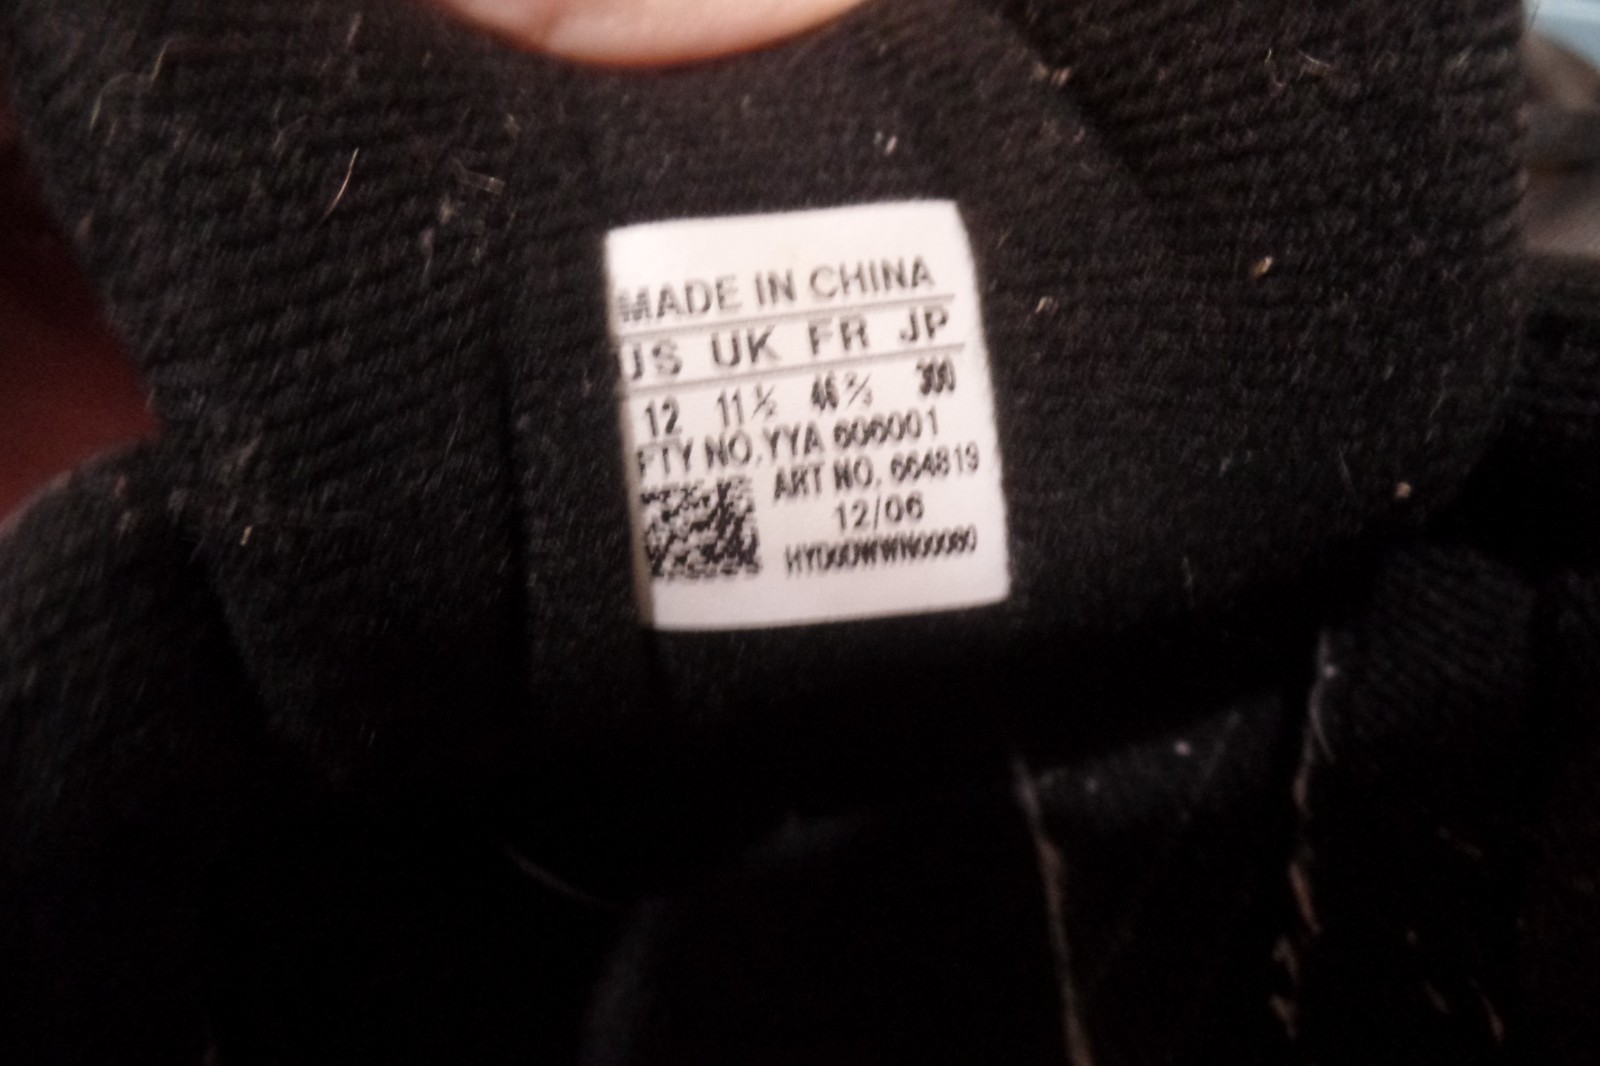 MADE IN CHINA
US UK FR JP
12 11½ 46⅔ 300
FTY NO.YYA 606001
ART NO. 664819
12/06